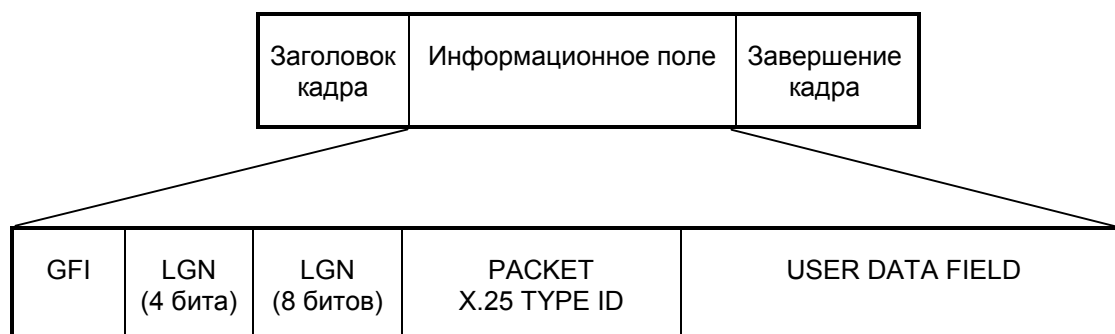 Заголовок
кадра
Информационное поле
Завершение
кадра
GFI
LGN
(4 бита)
LGN
(8 битов)
PACKET
X.25 TYPE ID
USER DATA FIELD